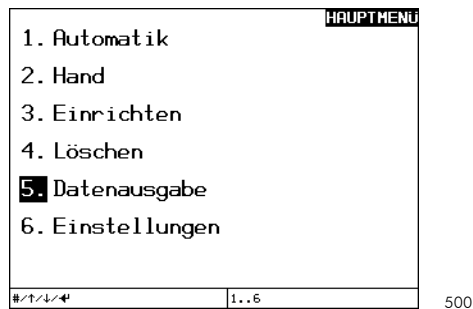 HAUPTMENÜ
1. Automatik
2. Hand
3. Einrichten
4. Löschen
5. Datenausgabe
6. Einstellungen
#/↑/↓/↵ 1..6
500